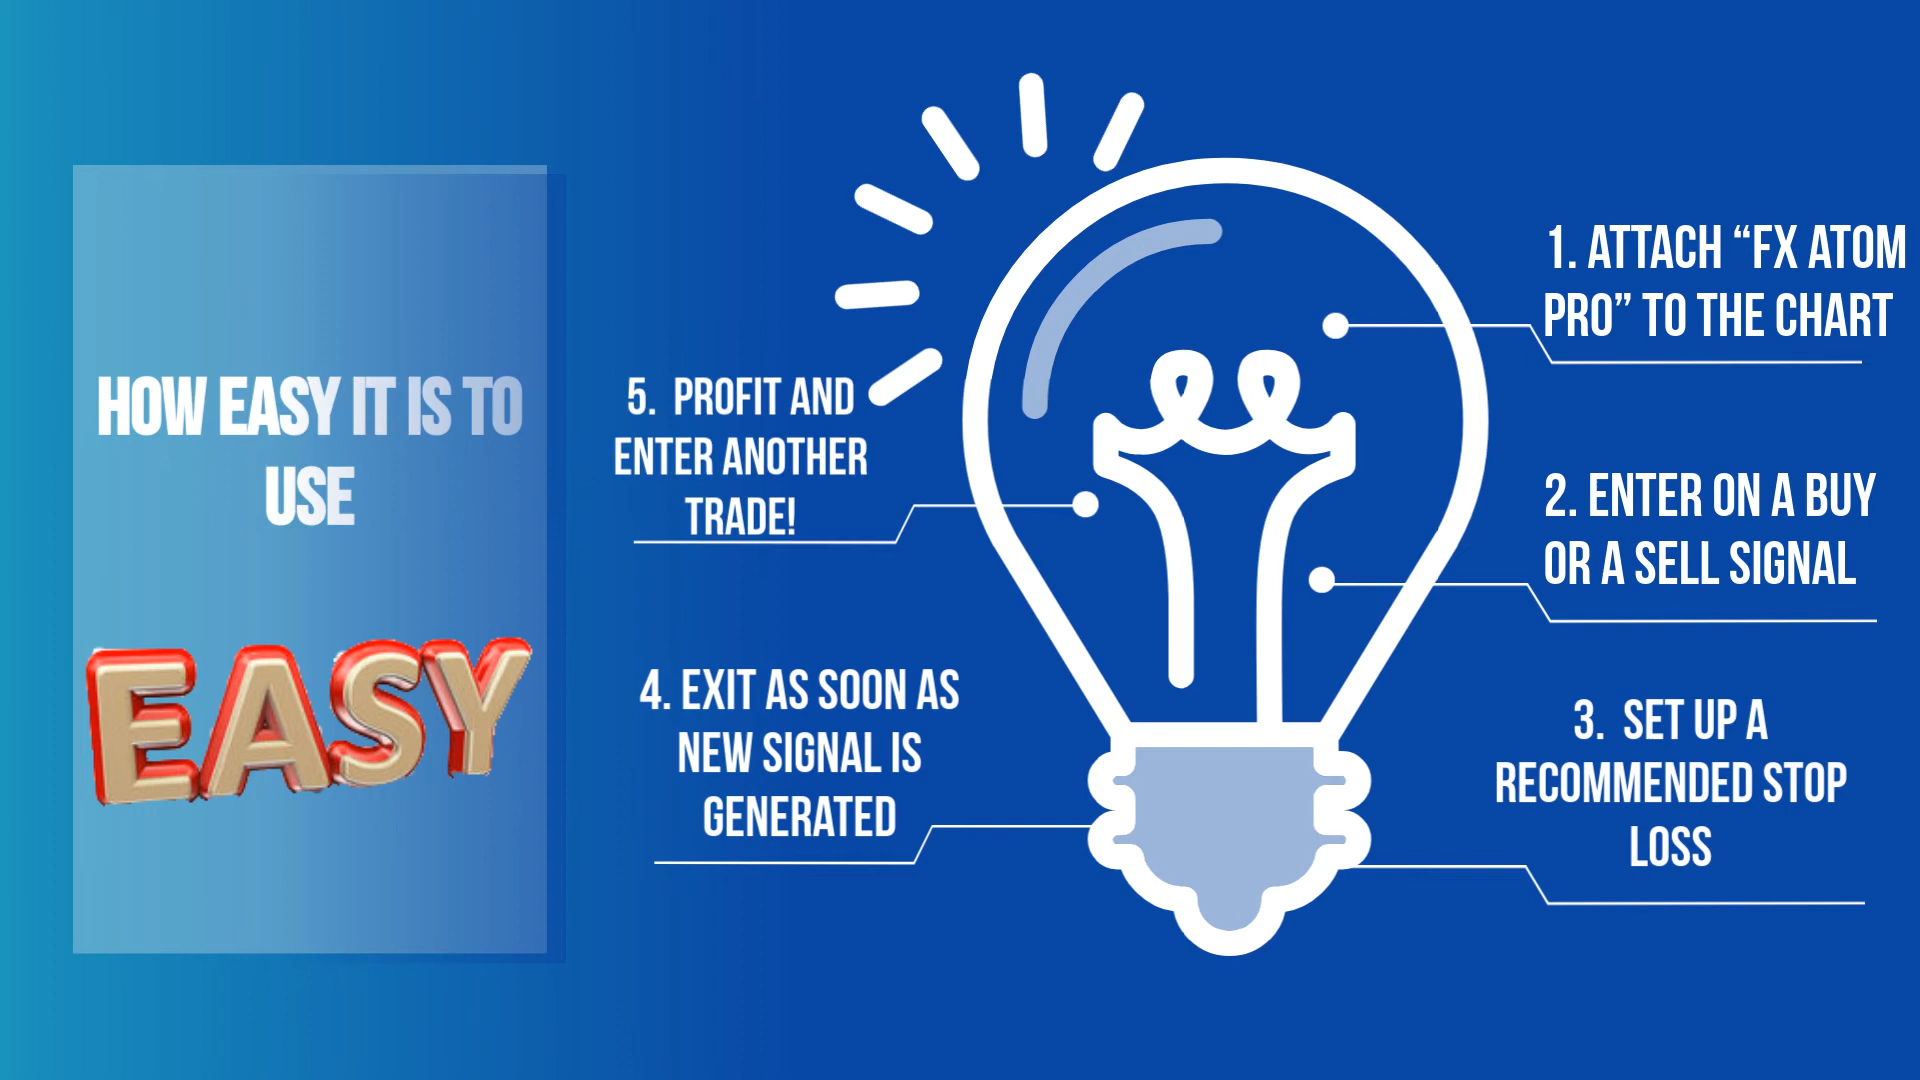 HOW EASY IT IS TO
USE
EASY
1. ATTACH “FX ATOM
PRO” TO THE CHART
2. ENTER ON A BUY
OR A SELL SIGNAL
3. SET UP A
RECOMMENDED STOP
LOSS
4. EXIT AS SOON AS
NEW SIGNAL IS
GENERATED
5. PROFIT AND
ENTER ANOTHER
TRADE!